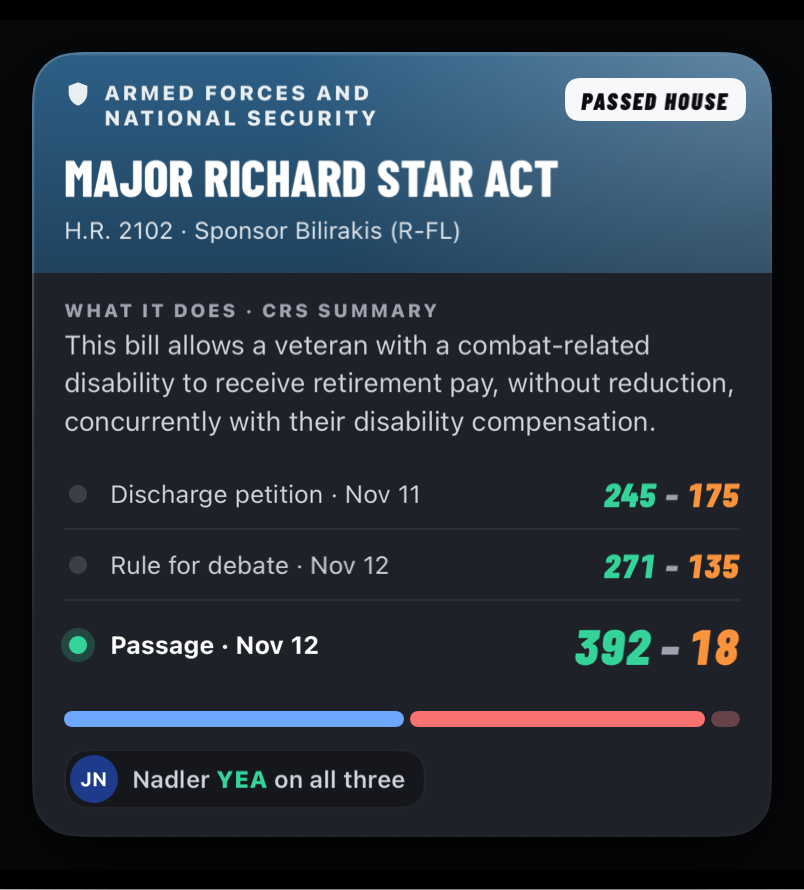 ARMED FORCES AND
NATIONAL SECURITY
PASSED HOUSE
MAJOR RICHARD STAR ACT
H.R. 2102 · Sponsor Bilirakis (R-FL)
WHAT IT DOES · CRS SUMMARY
This bill allows a veteran with a combat-related
disability to receive retirement pay, without reduction,
concurrently with their disability compensation.
Discharge petition · Nov 11 245 – 175
Rule for debate · Nov 12 271 – 135
Passage · Nov 12 392 – 18
JN Nadler YEA on all three